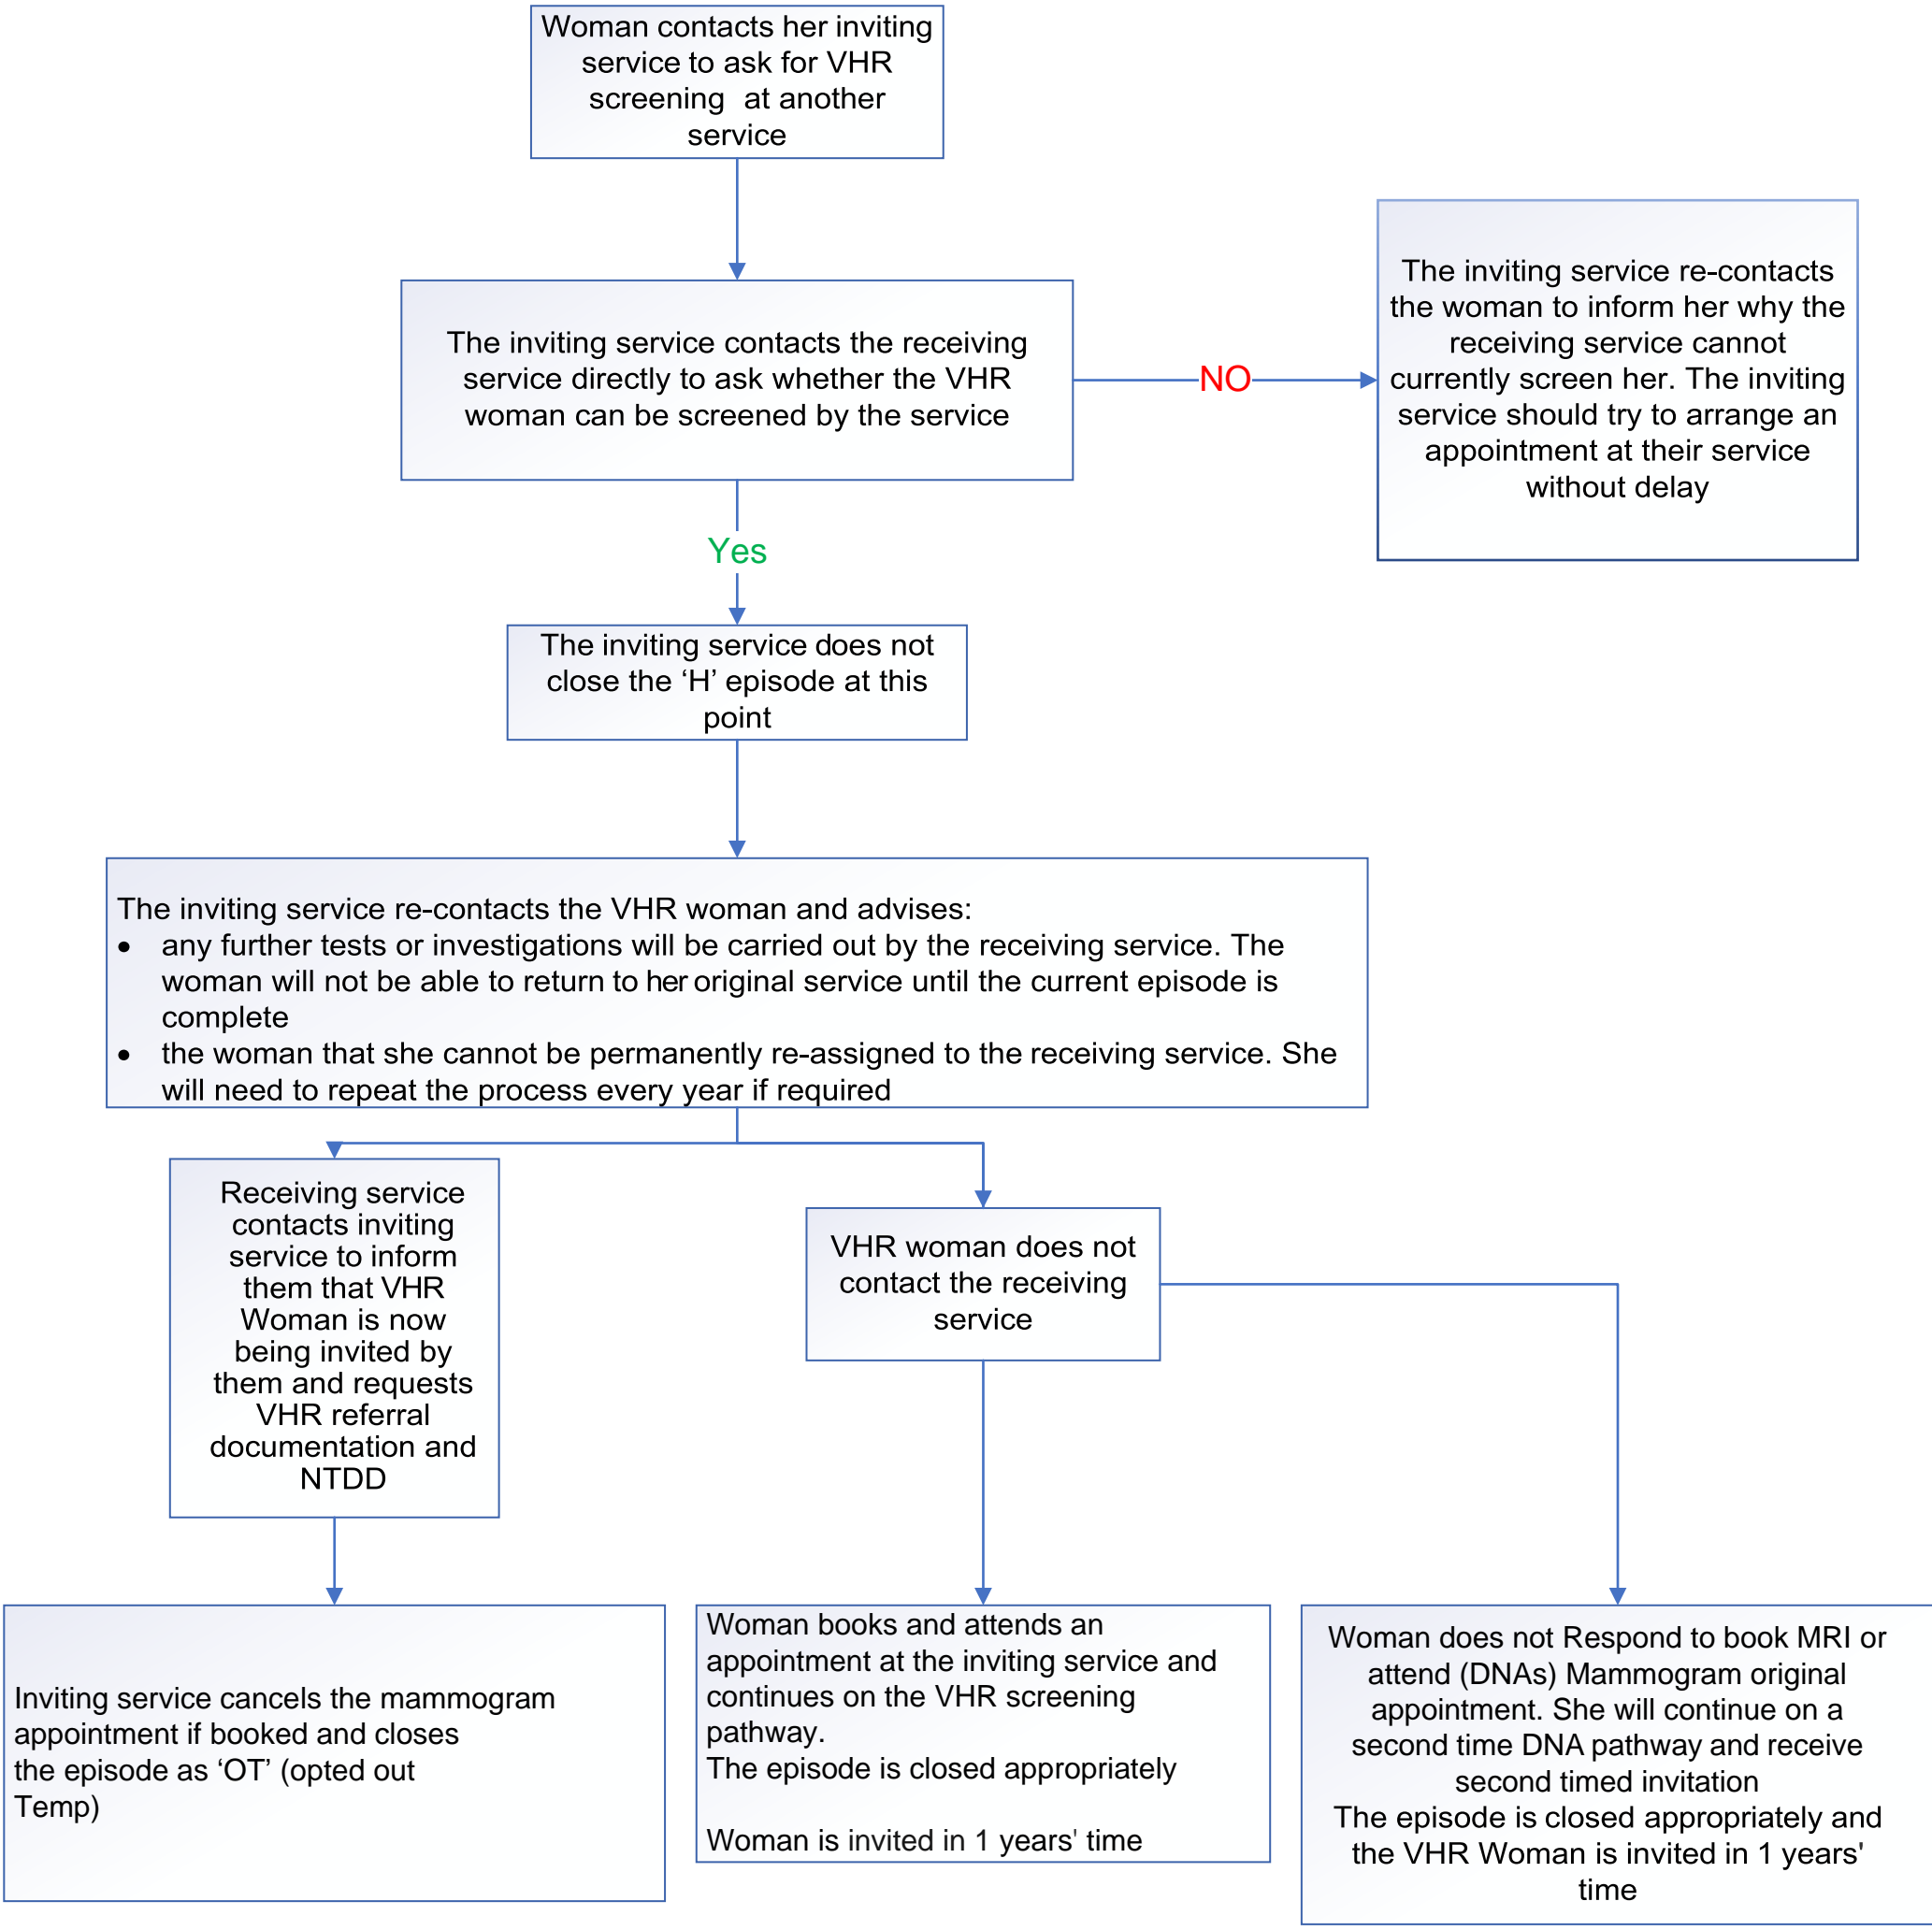 Woman contacts her inviting
service to ask for VHR
screening at another
service
The inviting service contacts the receiving
service directly to ask whether the VHR
woman can be screened by the service
NO
The inviting service re-contacts
the woman to inform her why the
receiving service cannot
currently screen her. The inviting
service should try to arrange an
appointment at their service
without delay
Yes
The inviting service does not
close the ‘H’ episode at this
point
The inviting service re-contacts the VHR woman and advises:
• any further tests or investigations will be carried out by the receiving service. The
woman will not be able to return to her original service until the current episode is
complete
• the woman that she cannot be permanently re-assigned to the receiving service. She
will need to repeat the process every year if required
Receiving service
contacts inviting
service to inform
them that VHR
Woman is now
being invited by
them and requests
VHR referral
documentation and
NTDD
VHR woman does not
contact the receiving
service
Inviting service cancels the mammogram
appointment if booked and closes
the episode as ‘OT’ (opted out
Temp)
Woman books and attends an
appointment at the inviting service and
continues on the VHR screening
pathway.
The episode is closed appropriately
Woman is invited in 1 years' time
Woman does not Respond to book MRI or
attend (DNAs) Mammogram original
appointment. She will continue on a
second time DNA pathway and receive
second timed invitation
The episode is closed appropriately and
the VHR Woman is invited in 1 years'
time